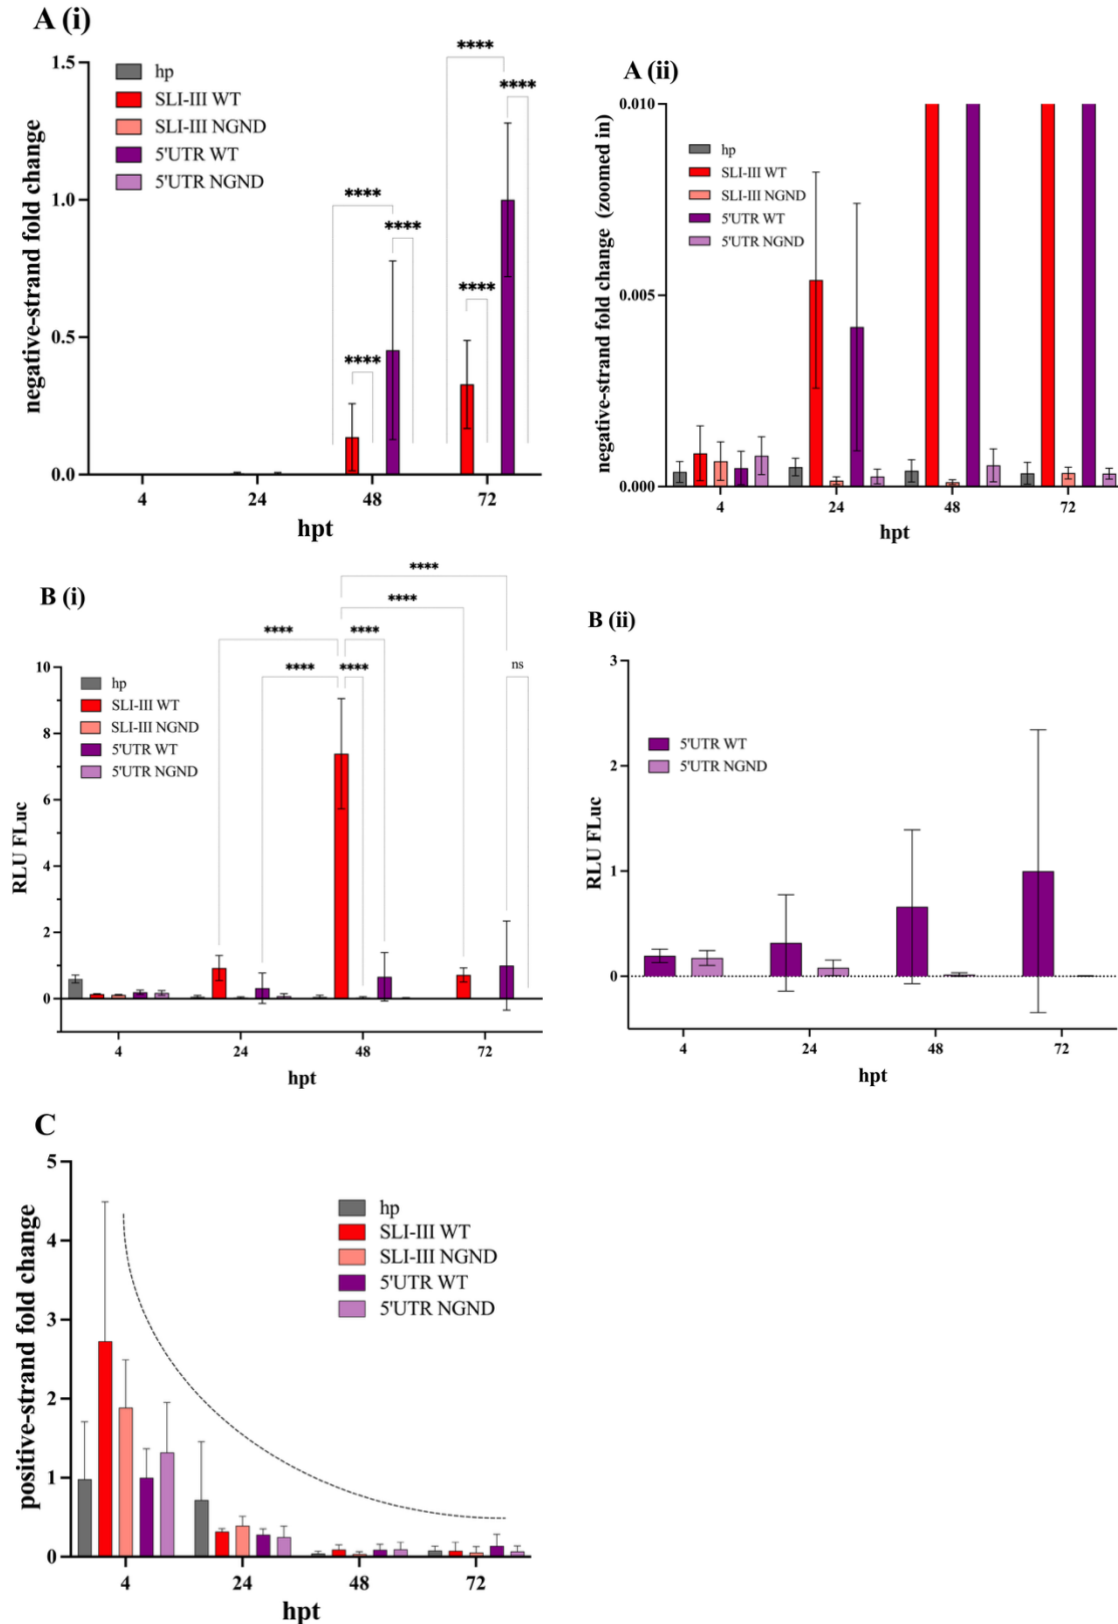 A (i)
negative-strand fold change
1.5
1.0
0.5
0.0
hp
SLI-III WT
SLI-III NGND
5'UTR WT
5'UTR NGND
****
****
****
****
****
****
4
24
48
72
hpt
A (ii)
negative-strand fold change (zoomed in)
0.010
0.005
0.000
hp
SLI-III WT
SLI-III NGND
5'UTR WT
5'UTR NGND
4
24
48
72
hpt
B (i)
RLU FLuc
10
8
6
4
2
0
hp
SLI-III WT
SLI-III NGND
5'UTR WT
5'UTR NGND
****
****
****
****
****
****
ns
4
24
48
72
hpt
B (ii)
RLU FLuc
3
2
1
0
5'UTR WT
5'UTR NGND
4
24
48
72
hpt
C
positive-strand fold change
5
4
3
2
1
0
hp
SLI-III WT
SLI-III NGND
5'UTR WT
5'UTR NGND
4
24
48
72
hpt